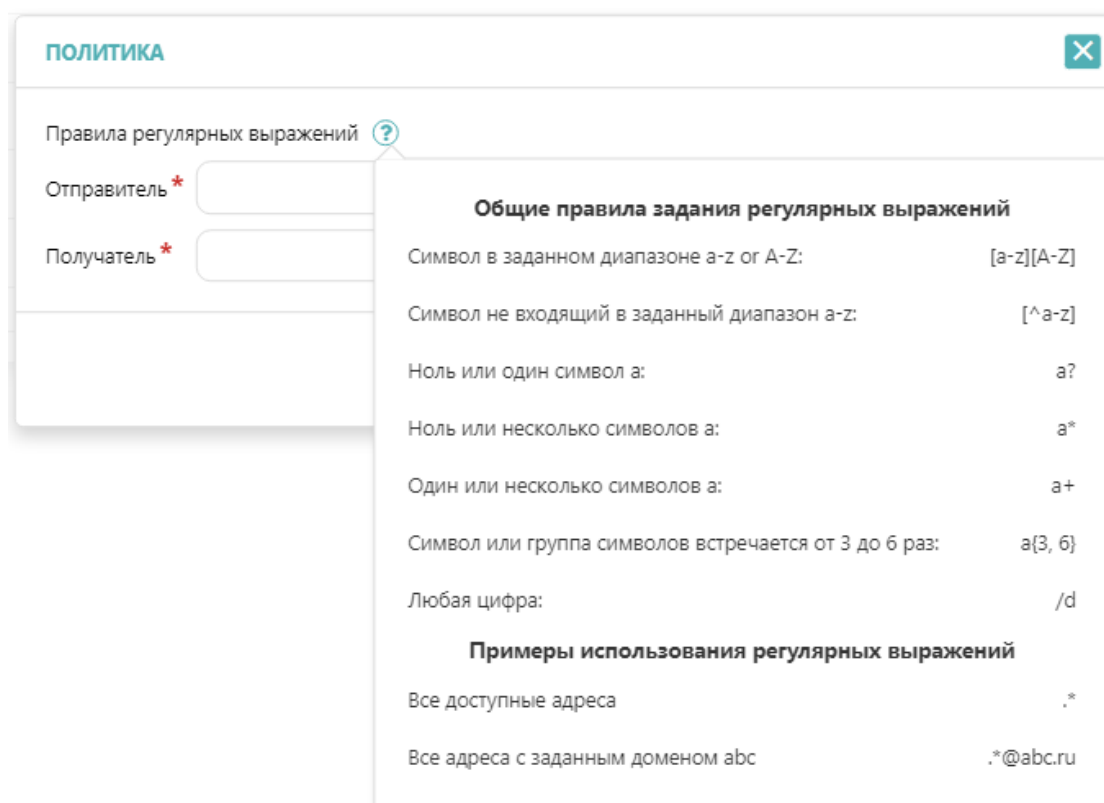 ПОЛИТИКА
Правила регулярных выражений ?
Отправитель *
Получатель *
Общие правила задания регулярных выражений
Символ в заданном диапазоне a-z or A-Z: [a-z][A-Z]
Символ не входящий в заданный диапазон a-z: [^a-z]
Ноль или один символ a: a?
Ноль или несколько символов a: a*
Один или несколько символов a: a+
Символ или группа символов встречается от 3 до 6 раз: a{3, 6}
Любая цифра: /d
Примеры использования регулярных выражений
Все доступные адреса .*
Все адреса с заданным доменом abc .*@abc.ru